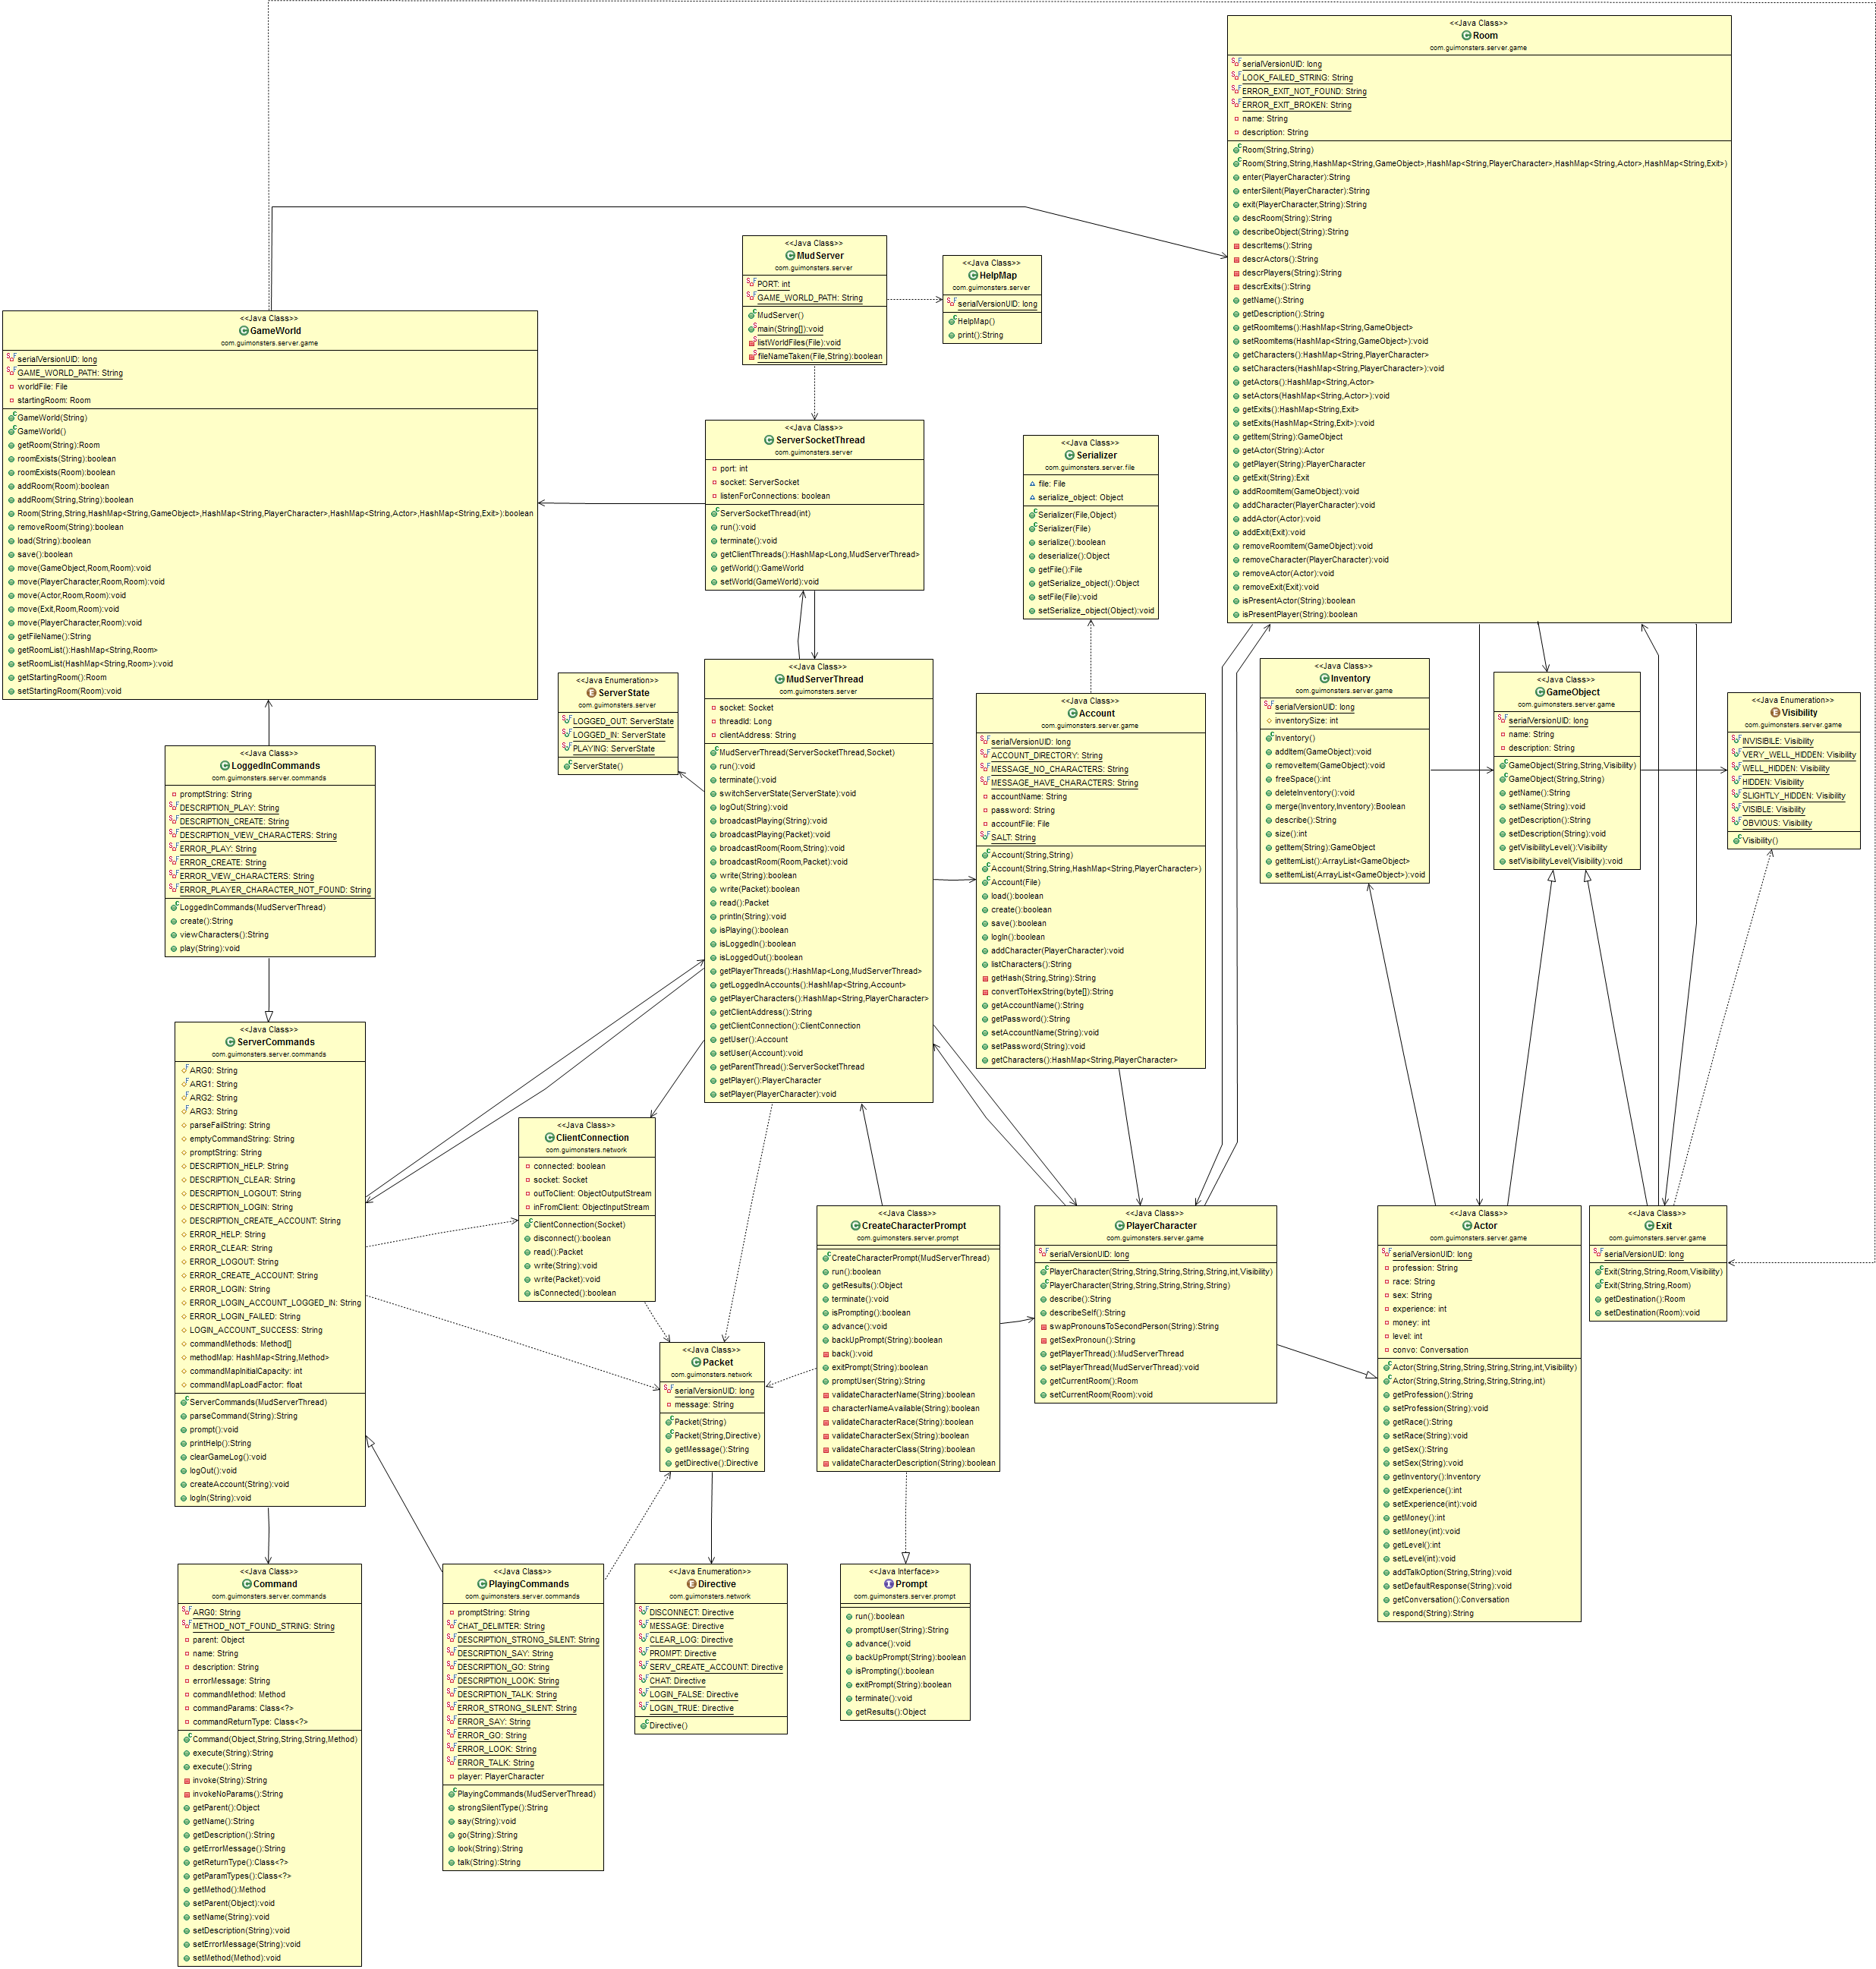 <<Java Class>>
Room
com.guimonsters.server.game
serialVersionUID: long
LOOK_FAILED_STRING: String
ERROR_EXIT_NOT_FOUND: String
ERROR_EXIT_BROKEN: String
name: String
description: String
Room(String,String)
Room(String,String,HashMap<String,GameObject>,HashMap<String,PlayerCharacter>,HashMap<String,Actor>,HashMap<String,Exit>)
enter(PlayerCharacter):String
enterSilent(PlayerCharacter):String
exit(PlayerCharacter,String):String
descRoom(String):String
describeObject(String):String
descrItems():String
descrActors():String
descrPlayers(String):String
descrExits():String
getName():String
getDescription():String
getRoomItems():HashMap<String,GameObject>
setRoomItems(HashMap<String,GameObject>):void
getCharacters():HashMap<String,PlayerCharacter>
setCharacters(HashMap<String,PlayerCharacter>):void
getActors():HashMap<String,Actor>
setActors(HashMap<String,Actor>):void
getExits():HashMap<String,Exit>
setExits(HashMap<String,Exit>):void
getItem(String):GameObject
getActor(String):Actor
getPlayer(String):PlayerCharacter
getExit(String):Exit
addRoomItem(GameObject):void
addCharacter(PlayerCharacter):void
addActor(Actor):void
addExit(Exit):void
removeRoomItem(GameObject):void
removeCharacter(PlayerCharacter):void
removeActor(Actor):void
removeExit(Exit):void
isPresentActor(String):boolean
isPresentPlayer(String):boolean
<<Java Class>>
MudServer
com.guimonsters.server
PORT: int
GAME_WORLD_PATH: String
MudServer()
main(String[]):void
listWorldFiles(File):void
fileNameTaken(File,String):boolean
<<Java Class>>
HelpMap
com.guimonsters.server
serialVersionUID: long
HelpMap()
print():String
<<Java Class>>
GameWorld
com.guimonsters.server.game
serialVersionUID: long
GAME_WORLD_PATH: String
worldFile: File
startingRoom: Room
GameWorld(String)
GameWorld()
getRoom(String):Room
roomExists(String):boolean
roomExists(Room):boolean
addRoom(Room):boolean
addRoom(String,String):boolean
Room(String,String,HashMap<String,GameObject>,HashMap<String,PlayerCharacter>,HashMap<String,Actor>,HashMap<String,Exit>):boolean
removeRoom(String):boolean
load(String):boolean
save():boolean
move(GameObject,Room,Room):void
move(PlayerCharacter,Room,Room):void
move(Actor,Room,Room):void
move(Exit,Room,Room):void
move(PlayerCharacter,Room):void
getFileName():String
getRoomList():HashMap<String,Room>
setRoomList(HashMap<String,Room>):void
getStartingRoom():Room
setStartingRoom(Room):void
<<Java Class>>
ServerSocketThread
com.guimonsters.server
port: int
socket: ServerSocket
listenForConnections: boolean
ServerSocketThread(int)
run():void
terminate():void
getClientThreads():HashMap<Long,MudServerThread>
getWorld():GameWorld
setWorld(GameWorld):void
<<Java Class>>
Serializer
com.guimonsters.server.file
file: File
serialize_object: Object
Serializer(File,Object)
Serializer(File)
serialize():boolean
deserialize():Object
getFile():File
getSerialize_object():Object
setFile(File):void
setSerialize_object(Object):void
<<Java Enumeration>>
ServerState
com.guimonsters.server
LOGGED_OUT: ServerState
LOGGED_IN: ServerState
PLAYING: ServerState
ServerState()
<<Java Class>>
MudServerThread
com.guimonsters.server
socket: Socket
threadId: Long
clientAddress: String
MudServerThread(ServerSocketThread,Socket)
run():void
terminate():void
switchServerState(ServerState):void
logOut(String):void
broadcastPlaying(String):void
broadcastPlaying(Packet):void
broadcastRoom(Room,String):void
broadcastRoom(Room,Packet):void
write(String):boolean
write(Packet):boolean
read():Packet
println(String):void
isPlaying():boolean
isLoggedIn():boolean
isLoggedOut():boolean
getPlayerThreads():HashMap<Long,MudServerThread>
getLoggedInAccounts():HashMap<String,Account>
getPlayerCharacters():HashMap<String,PlayerCharacter>
getClientAddress():String
getClientConnection():ClientConnection
getUser():Account
setUser(Account):void
getParentThread():ServerSocketThread
getPlayer():PlayerCharacter
setPlayer(PlayerCharacter):void
<<Java Class>>
Account
com.guimonsters.server.game
serialVersionUID: long
ACCOUNT_DIRECTORY: String
MESSAGE_NO_CHARACTERS: String
MESSAGE_HAVE_CHARACTERS: String
accountName: String
password: String
accountFile: File
SALT: String
Account(String,String)
Account(String,String,HashMap<String,PlayerCharacter>)
Account(File)
load():boolean
create():boolean
save():boolean
logIn():boolean
addCharacter(PlayerCharacter):void
listCharacters():String
getHash(String,String):String
convertToHexString(byte[]):String
getAccountName():String
getPassword():String
setAccountName(String):void
setPassword(String):void
getCharacters():HashMap<String,PlayerCharacter>
<<Java Class>>
Inventory
com.guimonsters.server.game
serialVersionUID: long
inventorySize: int
Inventory()
addItem(GameObject):void
removeItem(GameObject):void
freeSpace():int
deleteInventory():void
merge(Inventory,Inventory):Boolean
describe():String
size():int
getItem(String):GameObject
getItemList():ArrayList<GameObject>
setItemList(ArrayList<GameObject>):void
<<Java Class>>
GameObject
com.guimonsters.server.game
serialVersionUID: long
name: String
description: String
GameObject(String,String,Visibility)
GameObject(String,String)
getName():String
setName(String):void
getDescription():String
setDescription(String):void
getVisibilityLevel():Visibility
setVisibilityLevel(Visibility):void
<<Java Enumeration>>
Visibility
com.guimonsters.server.game
INVISIBILE: Visibility
VERY_WELL_HIDDEN: Visibility
WELL_HIDDEN: Visibility
HIDDEN: Visibility
SLIGHTLY_HIDDEN: Visibility
VISIBLE: Visibility
OBVIOUS: Visibility
Visibility()
<<Java Class>>
LoggedInCommands
com.guimonsters.server.commands
promptString: String
DESCRIPTION_PLAY: String
DESCRIPTION_CREATE: String
DESCRIPTION_VIEW_CHARACTERS: String
ERROR_PLAY: String
ERROR_CREATE: String
ERROR_VIEW_CHARACTERS: String
ERROR_PLAYER_CHARACTER_NOT_FOUND: String
LoggedInCommands(MudServerThread)
create():String
viewCharacters():String
play(String):void
<<Java Class>>
ServerCommands
com.guimonsters.server.commands
ARG0: String
ARG1: String
ARG2: String
ARG3: String
parseFailString: String
emptyCommandString: String
promptString: String
DESCRIPTION_HELP: String
DESCRIPTION_CLEAR: String
DESCRIPTION_LOGOUT: String
DESCRIPTION_LOGIN: String
DESCRIPTION_CREATE_ACCOUNT: String
ERROR_HELP: String
ERROR_CLEAR: String
ERROR_LOGOUT: String
ERROR_CREATE_ACCOUNT: String
ERROR_LOGIN: String
ERROR_LOGIN_ACCOUNT_LOGGED_IN: String
ERROR_LOGIN_FAILED: String
LOGIN_ACCOUNT_SUCCESS: String
commandMethods: Method[]
methodMap: HashMap<String,Method>
commandMapInitialCapacity: int
commandMapLoadFactor: float
ServerCommands(MudServerThread)
parseCommand(String):String
prompt():void
printHelp():String
clearGameLog():void
logOut():void
createAccount(String):void
logIn(String):void
<<Java Class>>
ClientConnection
com.guimonsters.network
connected: boolean
socket: Socket
outToClient: ObjectOutputStream
inFromClient: ObjectInputStream
ClientConnection(Socket)
disconnect():boolean
read():Packet
write(String):void
write(Packet):void
isConnected():boolean
<<Java Class>>
CreateCharacterPrompt
com.guimonsters.server.prompt
CreateCharacterPrompt(MudServerThread)
run():boolean
getResults():Object
terminate():void
isPrompting():boolean
advance():void
backUpPrompt(String):boolean
back():void
exitPrompt(String):boolean
promptUser(String):String
validateCharacterName(String):boolean
characterNameAvailable(String):boolean
validateCharacterRace(String):boolean
validateCharacterSex(String):boolean
validateCharacterClass(String):boolean
validateCharacterDescription(String):boolean
<<Java Class>>
PlayerCharacter
com.guimonsters.server.game
serialVersionUID: long
PlayerCharacter(String,String,String,String,String,int,Visibility)
PlayerCharacter(String,String,String,String,String)
describe():String
describeSelf():String
swapPronounsToSecondPerson(String):String
getSexPronoun():String
getPlayerThread():MudServerThread
setPlayerThread(MudServerThread):void
getCurrentRoom():Room
setCurrentRoom(Room):void
<<Java Class>>
Actor
com.guimonsters.server.game
serialVersionUID: long
profession: String
race: String
sex: String
experience: int
money: int
level: int
convo: Conversation
Actor(String,String,String,String,String,int,Visibility)
Actor(String,String,String,String,String,int)
getProfession():String
setProfession(String):void
getRace():String
setRace(String):void
getSex():String
setSex(String):void
getInventory():Inventory
getExperience():int
setExperience(int):void
getMoney():int
setMoney(int):void
getLevel():int
setLevel(int):void
addTalkOption(String,String):void
setDefaultResponse(String):void
getConversation():Conversation
respond(String):String
<<Java Class>>
Exit
com.guimonsters.server.game
serialVersionUID: long
Exit(String,String,Room,Visibility)
Exit(String,String,Room)
getDestination():Room
setDestination(Room):void
<<Java Class>>
Packet
com.guimonsters.network
serialVersionUID: long
message: String
Packet(String)
Packet(String,Directive)
getMessage():String
getDirective():Directive
<<Java Class>>
Command
com.guimonsters.server.commands
ARG0: String
METHOD_NOT_FOUND_STRING: String
parent: Object
name: String
description: String
errorMessage: String
commandMethod: Method
commandParams: Class<?>
commandReturnType: Class<?>
Command(Object,String,String,String,Method)
execute(String):String
execute():String
invoke(String):String
invokeNoParams():String
getParent():Object
getName():String
getDescription():String
getErrorMessage():String
getReturnType():Class<?>
getParamTypes():Class<?>
getMethod():Method
setParent(Object):void
setName(String):void
setDescription(String):void
setErrorMessage(String):void
setMethod(Method):void
<<Java Class>>
PlayingCommands
com.guimonsters.server.commands
promptString: String
CHAT_DELIMTER: String
DESCRIPTION_STRONG_SILENT: String
DESCRIPTION_SAY: String
DESCRIPTION_GO: String
DESCRIPTION_LOOK: String
DESCRIPTION_TALK: String
ERROR_STRONG_SILENT: String
ERROR_SAY: String
ERROR_GO: String
ERROR_LOOK: String
ERROR_TALK: String
player: PlayerCharacter
PlayingCommands(MudServerThread)
strongSilentType():String
say(String):void
go(String):String
look(String):String
talk(String):String
<<Java Enumeration>>
Directive
com.guimonsters.network
DISCONNECT: Directive
MESSAGE: Directive
CLEAR_LOG: Directive
PROMPT: Directive
SERV_CREATE_ACCOUNT: Directive
CHAT: Directive
LOGIN_FALSE: Directive
LOGIN_TRUE: Directive
Directive()
<<Java Interface>>
Prompt
com.guimonsters.server.prompt
run():boolean
promptUser(String):String
advance():void
backUpPrompt(String):boolean
isPrompting():boolean
exitPrompt(String):boolean
terminate():void
getResults():Object